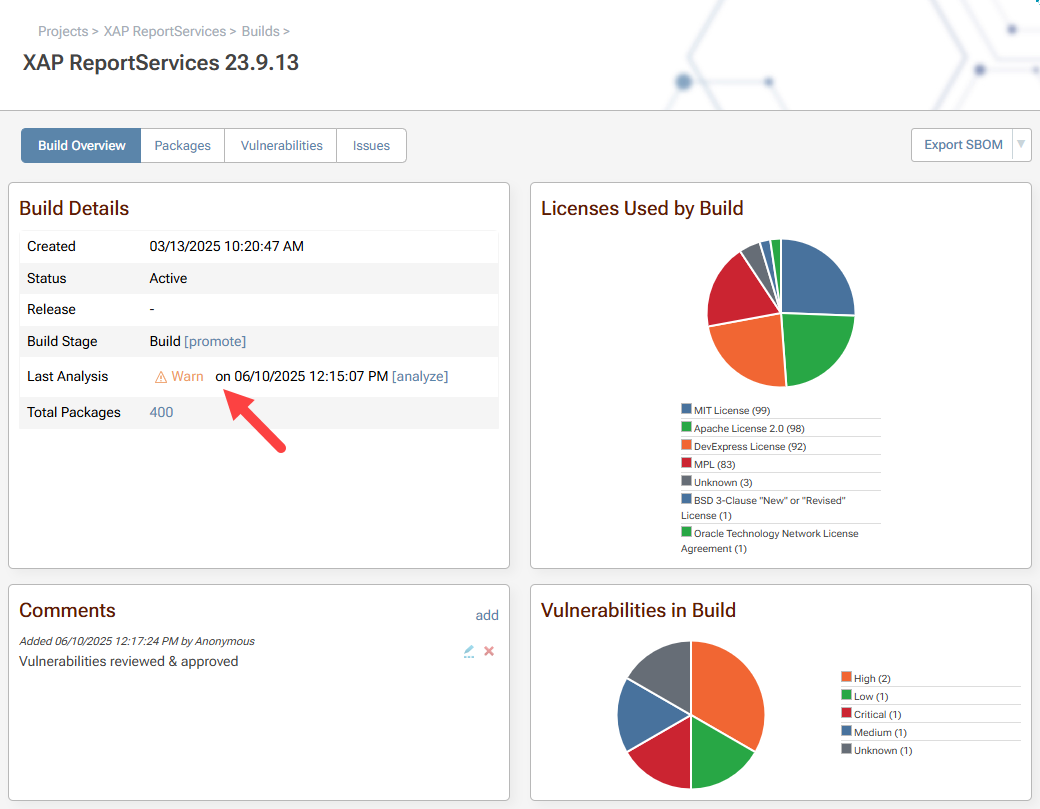 Projects > XAP ReportServices > Builds >
XAP ReportServices 23.9.13
Build Overview
Packages
Vulnerabilities
Issues
Export SBOM
Build Details
Created 03/13/2025 10:20:47 AM
Status Active
Release -
Build Stage Build [promote]
Last Analysis Warn on 06/10/2025 12:15:07 PM [analyze]
Total Packages 400
Licenses Used by Build
MIT License (99)
Apache License 2.0 (98)
DevExpress License (92)
MPL (83)
Unknown (3)
BSD 3-Clause "New" or "Revised"
License (1)
Oracle Technology Network License
Agreement (1)
Comments
add
Added 06/10/2025 12:17:24 PM by Anonymous
Vulnerabilities reviewed & approved
Vulnerabilities in Build
High (2)
Low (1)
Critical (1)
Medium (1)
Unknown (1)